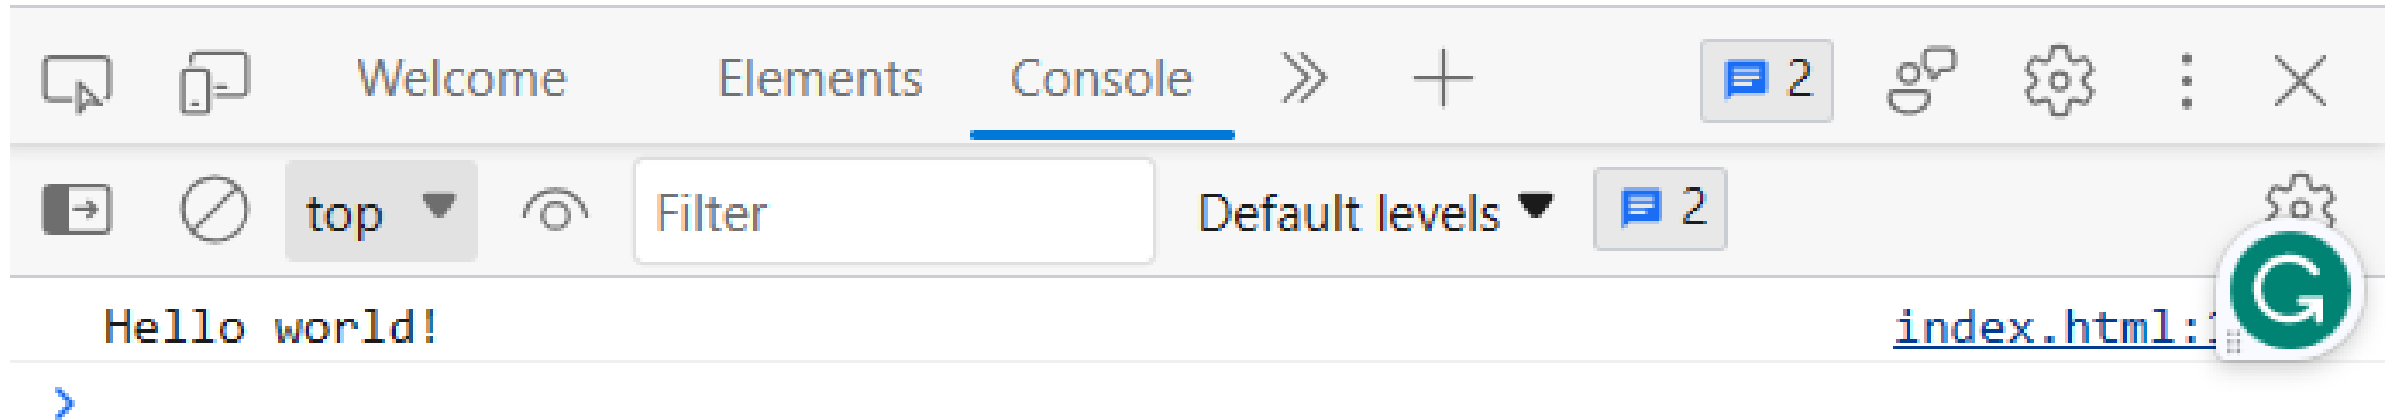 Welcome Elements Console 2
top Filter Default levels 2
Hello world! index.html: